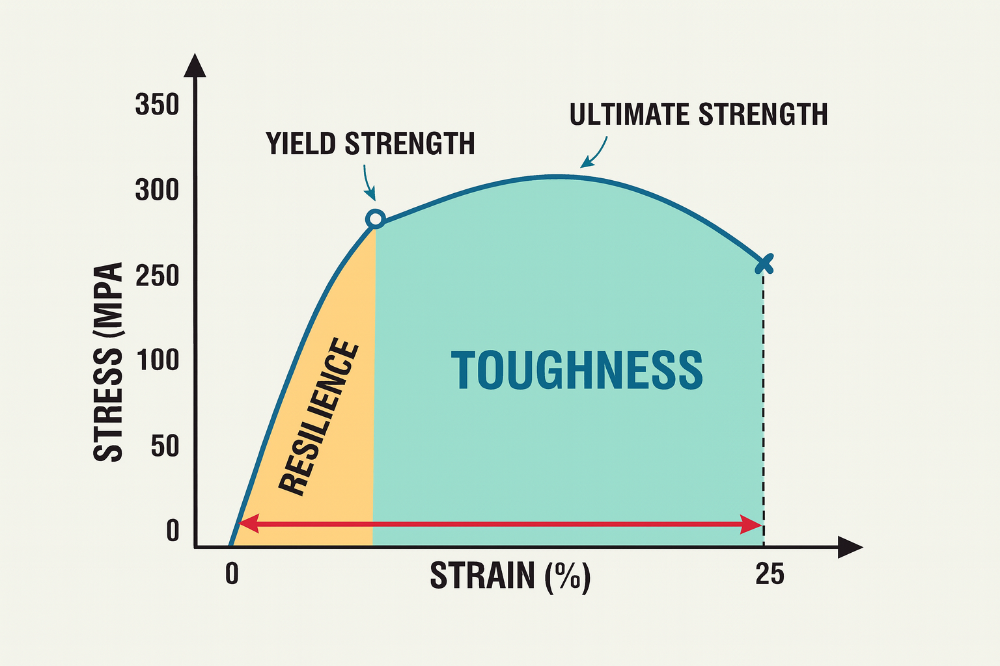 350
ULTIMATE STRENGTH
YIELD STRENGTH
300
250
STRESS (MPA
100
RESILIENCE
TOUGHNESS
50
0
0
STRAIN (%)
25